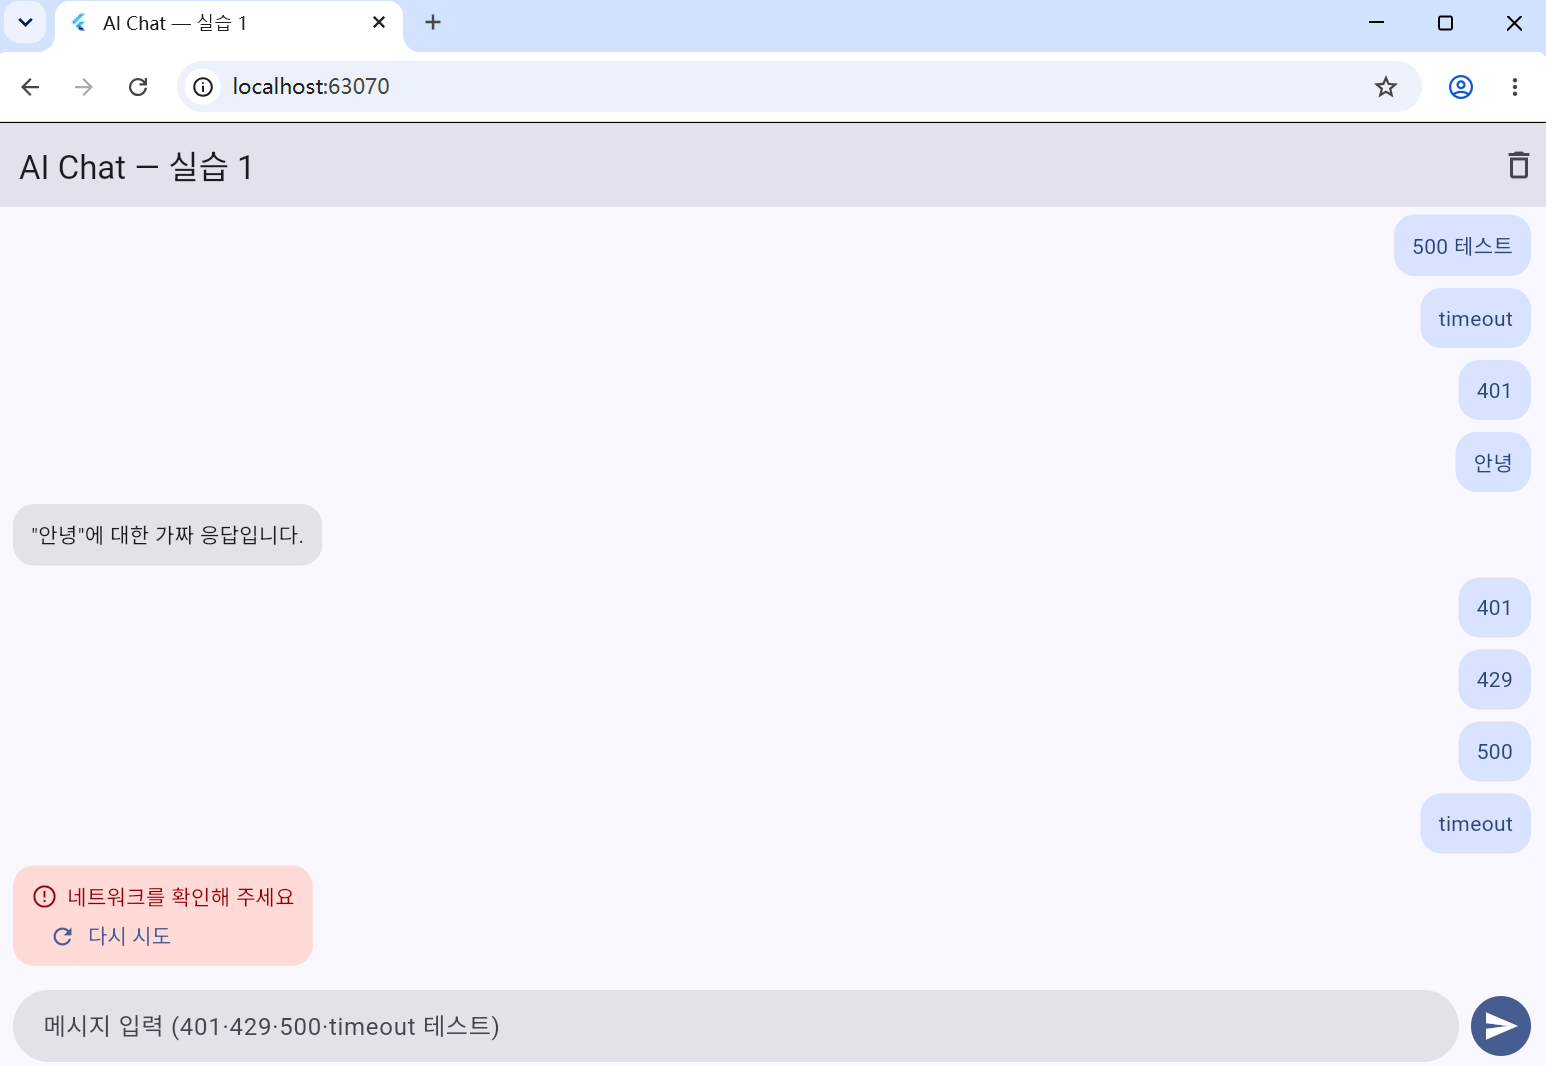 AI Chat — 실습 1
localhost:63070
AI Chat — 실습 1
500 테스트
timeout
401
안녕
"안녕"에 대한 가짜 응답입니다.
401
429
500
timeout
네트워크를 확인해 주세요
다시 시도
메시지 입력 (401·429·500·timeout 테스트)